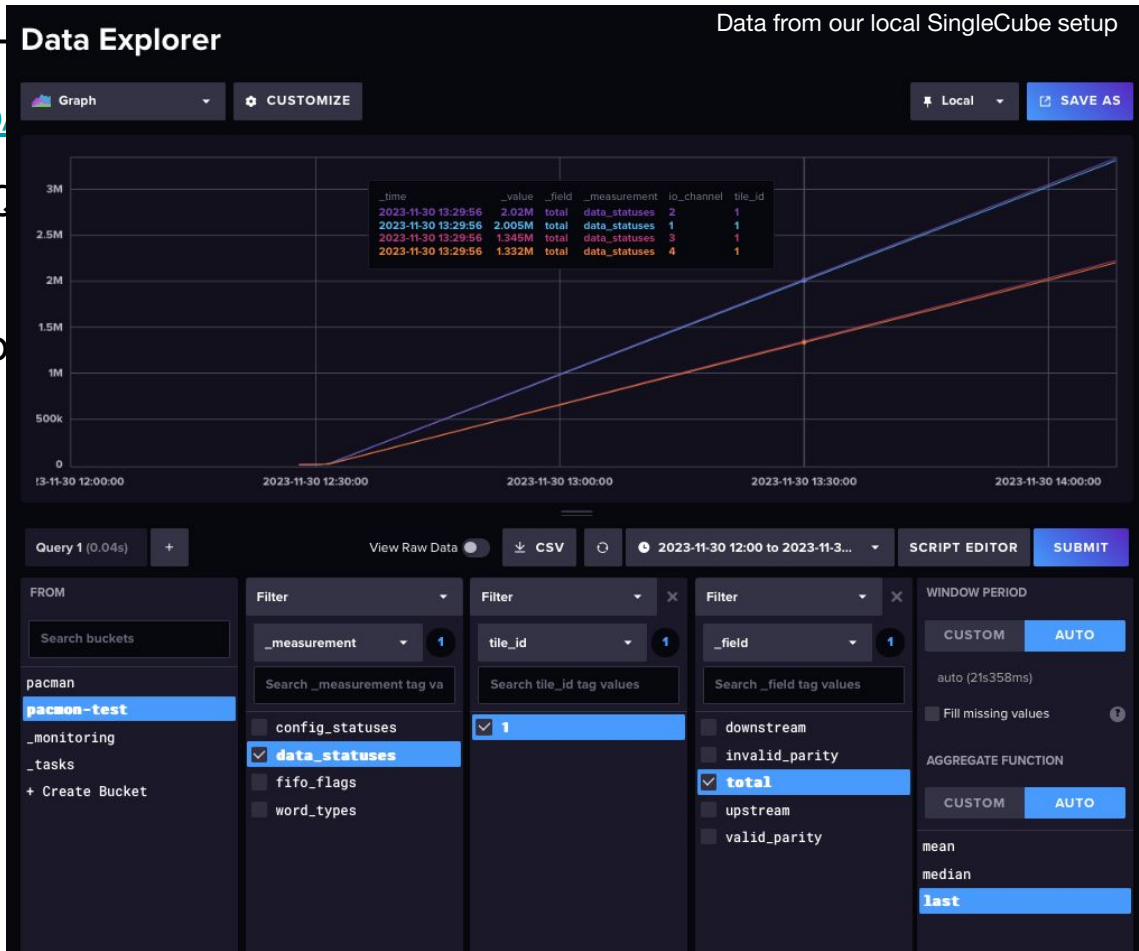 Data from our local SingleCube setup
Data Explorer
Graph
CUSTOMIZE
Local
SAVE AS
3M
2.5M
2M
1.5M
1M
500k
0
_time _value _field _measurement io_channel tile_id
2023-11-30 13:29:56 2.02M total data_statuses 2 1
2023-11-30 13:29:56 2.005M total data_statuses 1 1
2023-11-30 13:29:56 1.345M total data_statuses 3 1
2023-11-30 13:29:56 1.332M total data_statuses 4 1
3-11-30 12:00:00 2023-11-30 12:30:00 2023-11-30 13:00:00 2023-11-30 13:30:00 2023-11-30 14:00:00
Query 1 (0.04s) +
View Raw Data
CSV
2023-11-30 12:00 to 2023-11-3...
SCRIPT EDITOR
SUBMIT
FROM
Search buckets
pacman
pacmon-test
_monitoring
_tasks
+ Create Bucket
Filter
_measurement 1
Search _measurement tag va
config_statuses
data_statuses
fifo_flags
word_types
Filter ×
tile_id 1
Search tile_id tag values
1
Filter ×
_field 1
Search _field tag values
downstream
invalid_parity
total
upstream
valid_parity
WINDOW PERIOD
CUSTOM AUTO
auto (21s358ms)
Fill missing values ?
AGGREGATE FUNCTION
CUSTOM AUTO
mean
median
last